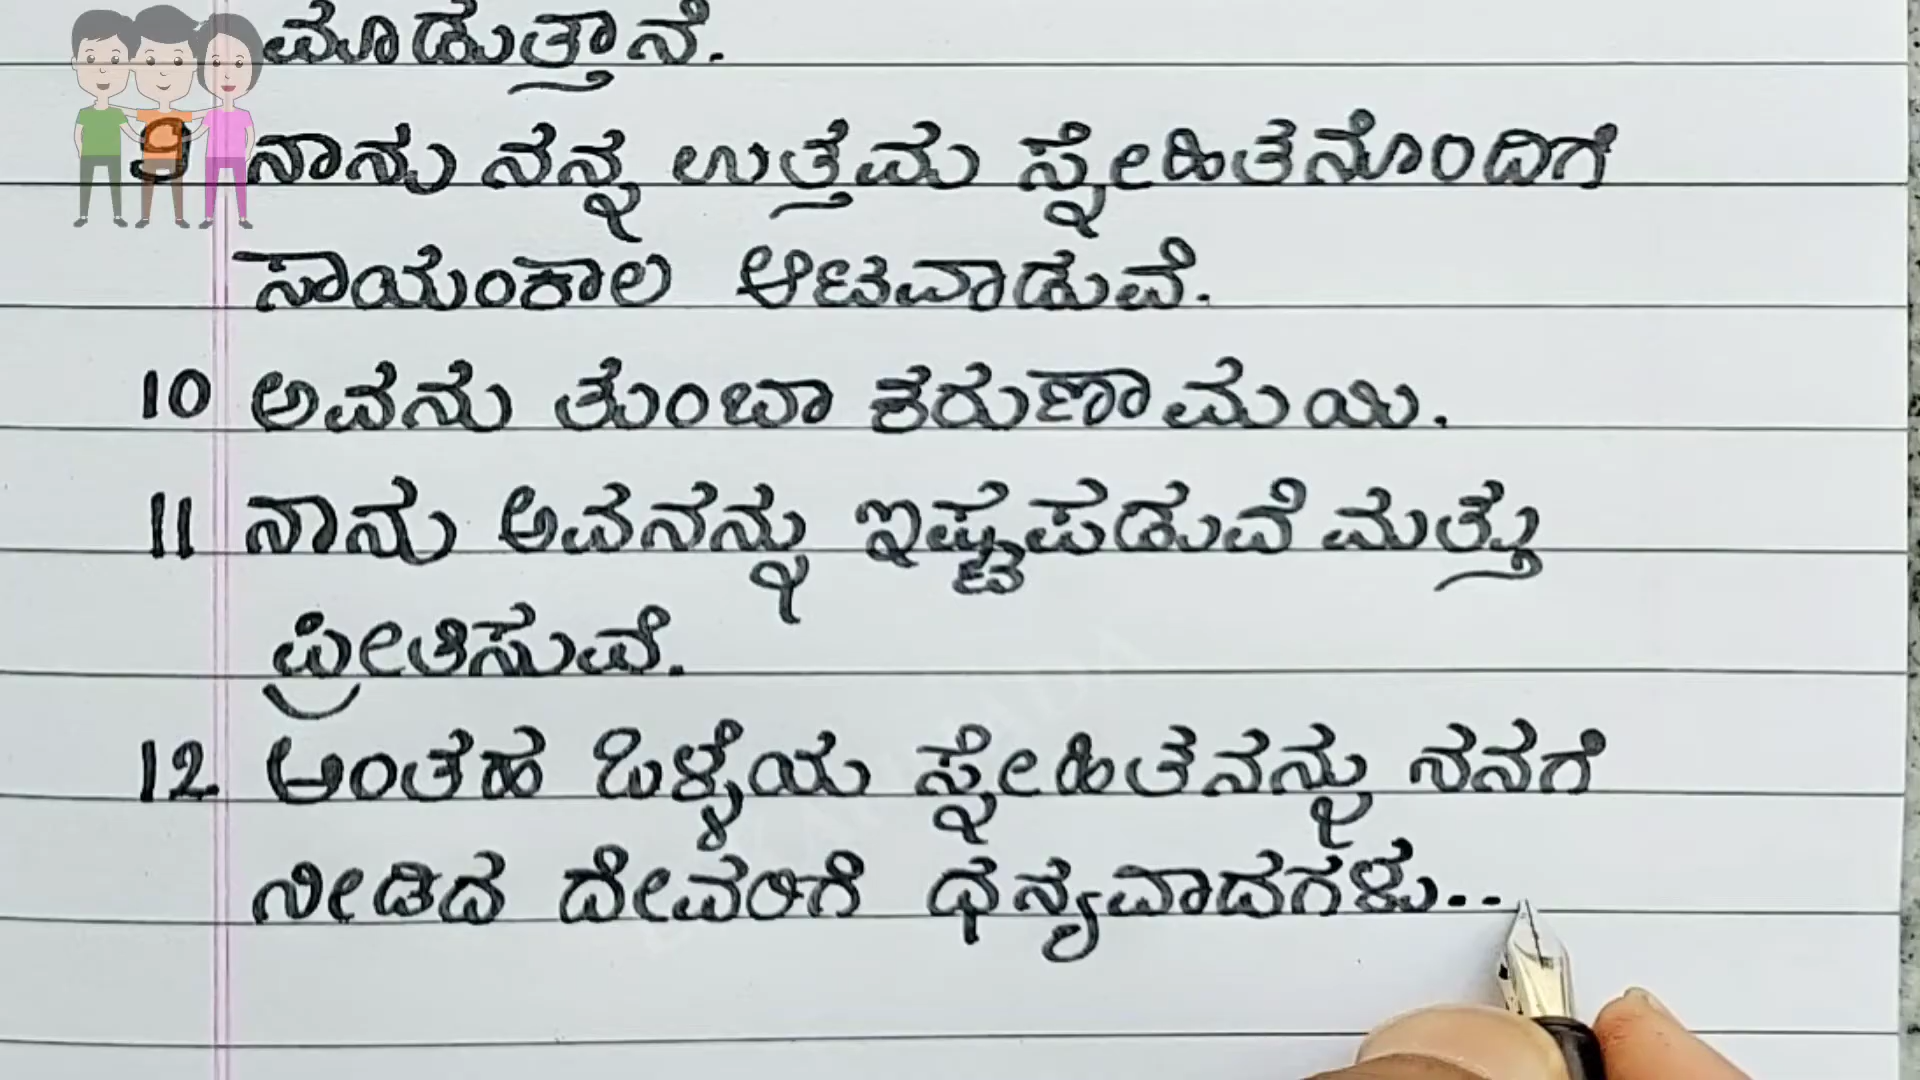 ಮಾಡುತ್ತಾನೆ.
9 ನಾನು ನನ್ನ ಉತ್ತಮ ಸ್ನೇಹಿತನೊಂದಿಗೆ
ಸಾಯಂಕಾಲ ಆಟವಾಡುವೆ.
10 ಅವನು ತುಂಬಾ ಕರುಣಾಮಯಿ.
11 ನಾನು ಅವನನ್ನು ಇಷ್ಟಪಡುವೆ ಮತ್ತು
ಪ್ರೀತಿಸುವೆ.
12 ಅಂತಹ ಒಳ್ಳೆಯ ಸ್ನೇಹಿತನನ್ನು ನನಗೆ
ನೀಡಿದ ದೇವರಿಗೆ ಧನ್ಯವಾದಗಳು..